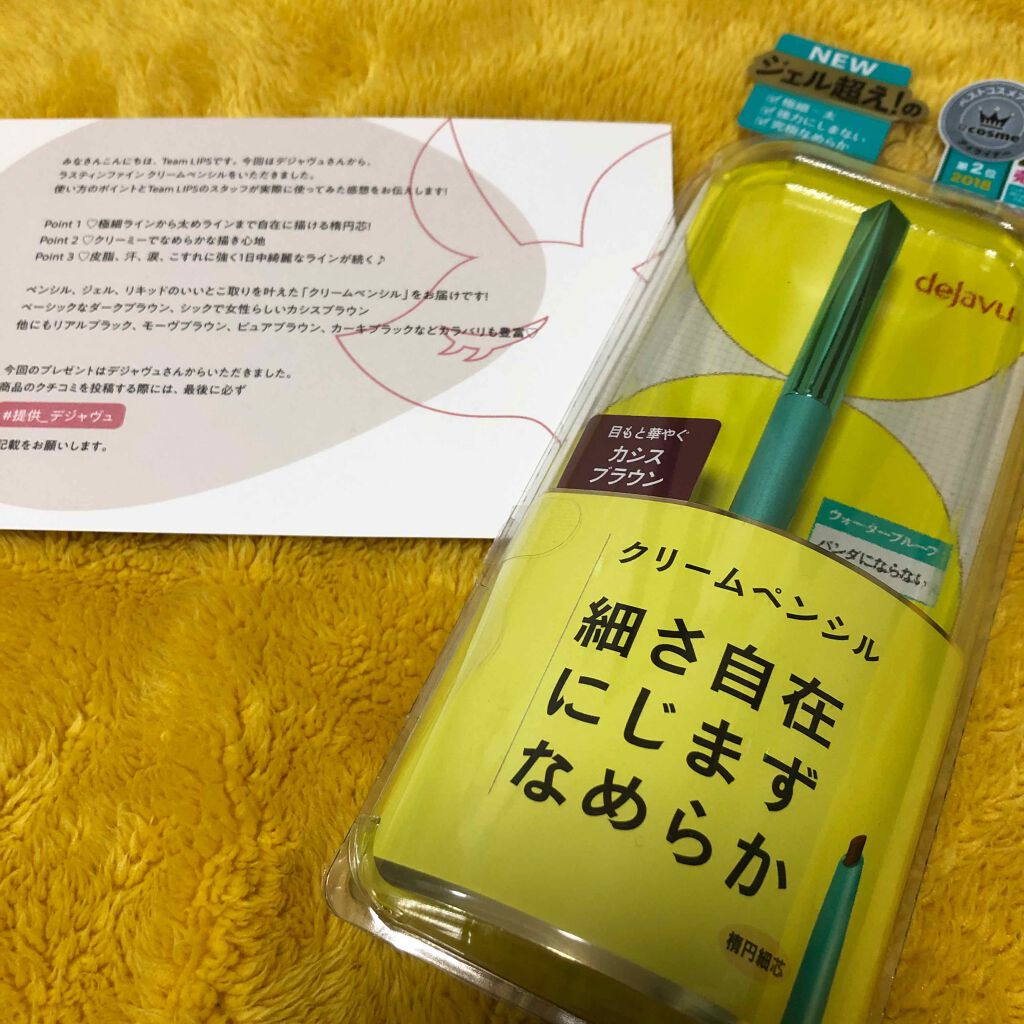 みなさんこんにちは、Team LIPSです。今回はデジャヴュさんから、
ラスティンファイン クリームペンシルをいただきました。
使い方のポイントとTeam LIPSのスタッフが実際に使ってみた感想をお伝えします!
Point 1 ♡極細ラインから太めラインまで自在に描ける楕円芯!
Point 2 ♡クリーミーでなめらかな描き心地
Point 3 ♡皮脂、汗、涙、こすれに強く1日中綺麗なラインが続く♪
ペンシル、ジェル、リキッドのいいとこ取りを叶えた「クリームペンシル」をお届けです!
ベーシックなダークブラウン、シックで女性らしいカシスブラウン
他にもリアルブラック、モーヴブラウン、ピュアブラウン、カーキブラックなどカラバリも豊富♡
今回のプレゼントはデジャヴュさんからいただきました。
商品のクチコミを投稿する際には、最後に必ず
#提供_デジャヴュ
記載をお願いします。
NEW
ジェル超え!の
極細 太
強力にじまない
究極なめらか
ベストコスメア
@cosme
第2位
2018
dejavu
目もと華やぐ
カシス
ブラウン
ウォータープルーフ
パンダにならない
クリームペンシル
細さ自在
にじまず
なめらか
楕円細芯